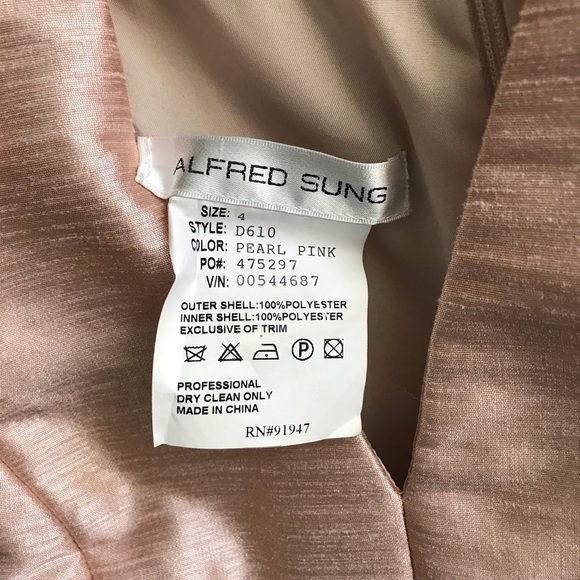 ALFRED SUNG
SIZE: 4
STYLE: D610
COLOR: PEARL PINK
PO#: 475297
V/N: 00544687
OUTER SHELL:100%POLYESTER
INNER SHELL:100%POLYESTER
EXCLUSIVE OF TRIM
P
PROFESSIONAL
DRY CLEAN ONLY
MADE IN CHINA
RN#91947